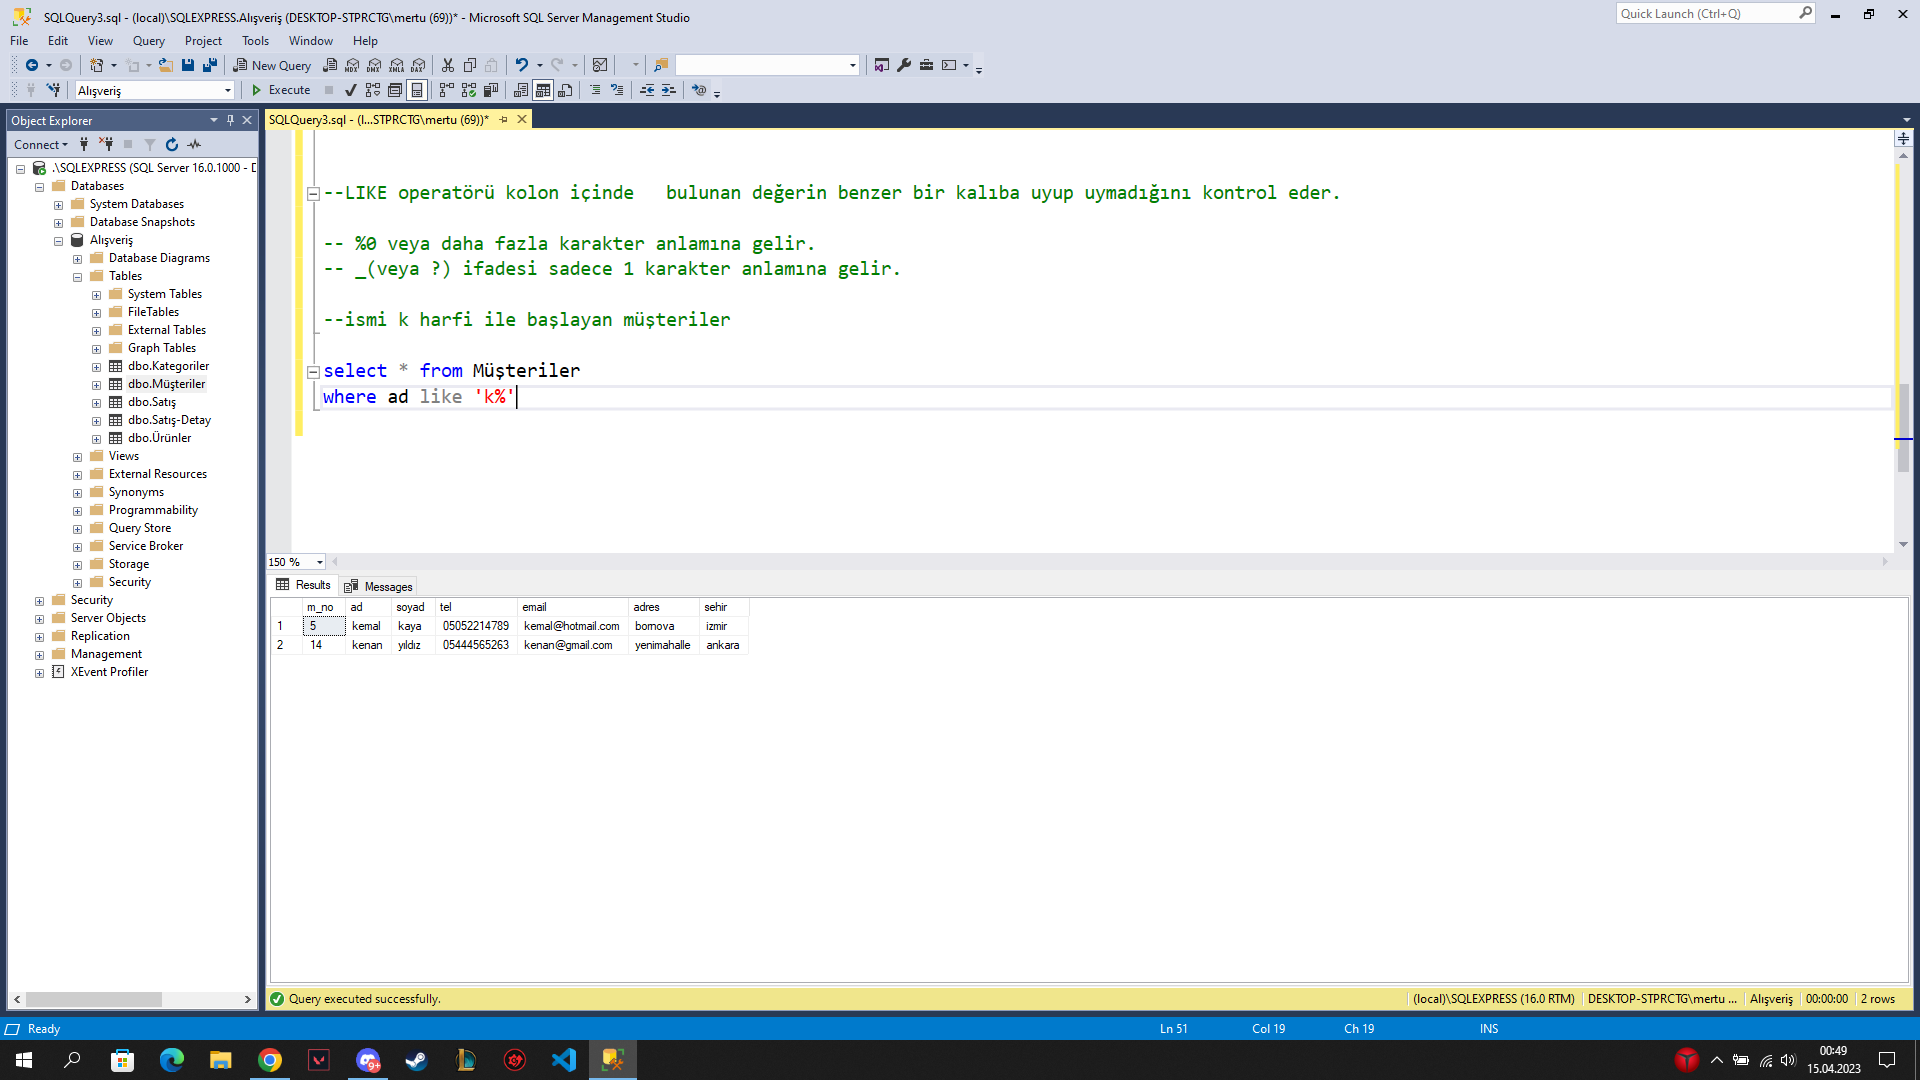 SQLQuery3.sql - (local)\SQLEXPRESS.Alışveriş (DESKTOP-STPRCTG\mertu (69))* - Microsoft SQL Server Management Studio
Quick Launch (Ctrl+Q)
File Edit View Query Project Tools Window Help
New Query
MDX DMX XMLA DAX
Alışveriş
Execute
Object Explorer
Connect
.\SQLEXPRESS (SQL Server 16.0.1000 - D
Databases
System Databases
Database Snapshots
Alışveriş
Database Diagrams
Tables
System Tables
FileTables
External Tables
Graph Tables
dbo.Kategoriler
dbo.Müşteriler
dbo.Satış
dbo.Satış-Detay
dbo.Ürünler
Views
External Resources
Synonyms
Programmability
Query Store
Service Broker
Storage
Security
Security
Server Objects
Replication
Management
XEvent Profiler
SQLQuery3.sql - (l...STPRCTG\mertu (69))*
--LIKE operatörü kolon içinde   bulunan değerin benzer bir kalıba uyup uymadığını kontrol eder.
-- %0 veya daha fazla karakter anlamına gelir.
-- _(veya ?) ifadesi sadece 1 karakter anlamına gelir.
--ismi k harfi ile başlayan müşteriler
select * from Müşteriler
where ad like 'k%'
150 %
Results Messages
m_no ad soyad tel email adres sehir
1 5 kemal kaya 05052214789 kemal@hotmail.com bornova izmir
2 14 kenan yıldız 05444565263 kenan@gmail.com yenimahalle ankara
Query executed successfully.
(local)\SQLEXPRESS (16.0 RTM) DESKTOP-STPRCTG\mertu ... Alışveriş 00:00:00 2 rows
Ready
Ln 51 Col 19 Ch 19 INS
9+
00:49
15.04.2023